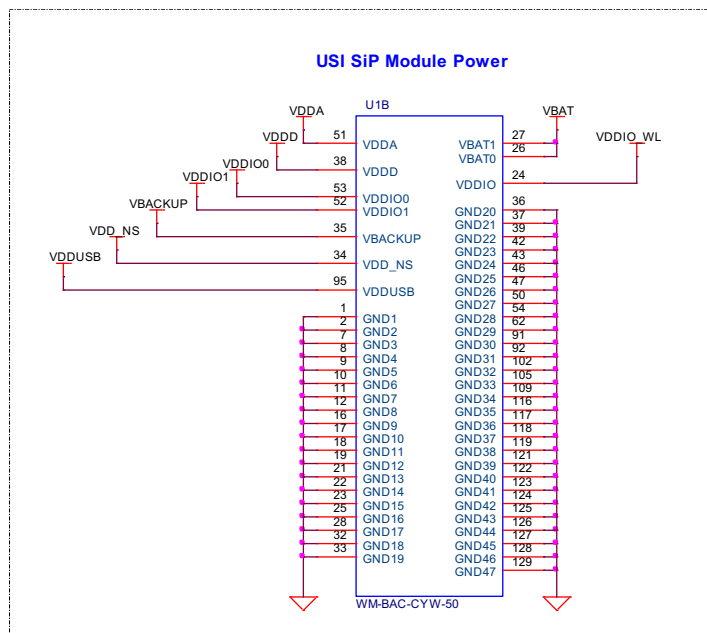 USI SiP Module Power
U1B
VDDA
VDDD
VDDIO0
VDDIO1
VBACKUP
VDD_NS
VDDUSB
VBAT
VDDIO_WL
51 VDDA
38 VDDD
53 VDDIO0
52 VDDIO1
35 VBACKUP
34 VDD_NS
95 VDDUSB
1 GND1
2 GND2
7 GND3
8 GND4
9 GND5
10 GND6
11 GND7
12 GND8
16 GND9
17 GND10
18 GND11
19 GND12
21 GND13
22 GND14
23 GND15
25 GND16
28 GND17
32 GND18
33 GND19
VBAT1 27
VBAT0 26
VDDIO 24
GND20 36
GND21 37
GND22 39
GND23 42
GND24 43
GND25 46
GND26 47
GND27 50
GND28 54
GND29 62
GND30 91
GND31 92
GND32 102
GND33 105
GND34 109
GND35 116
GND36 117
GND37 118
GND38 119
GND39 121
GND40 122
GND41 123
GND42 124
GND43 125
GND44 126
GND45 127
GND46 128
GND47 129
WM-BAC-CYW-50